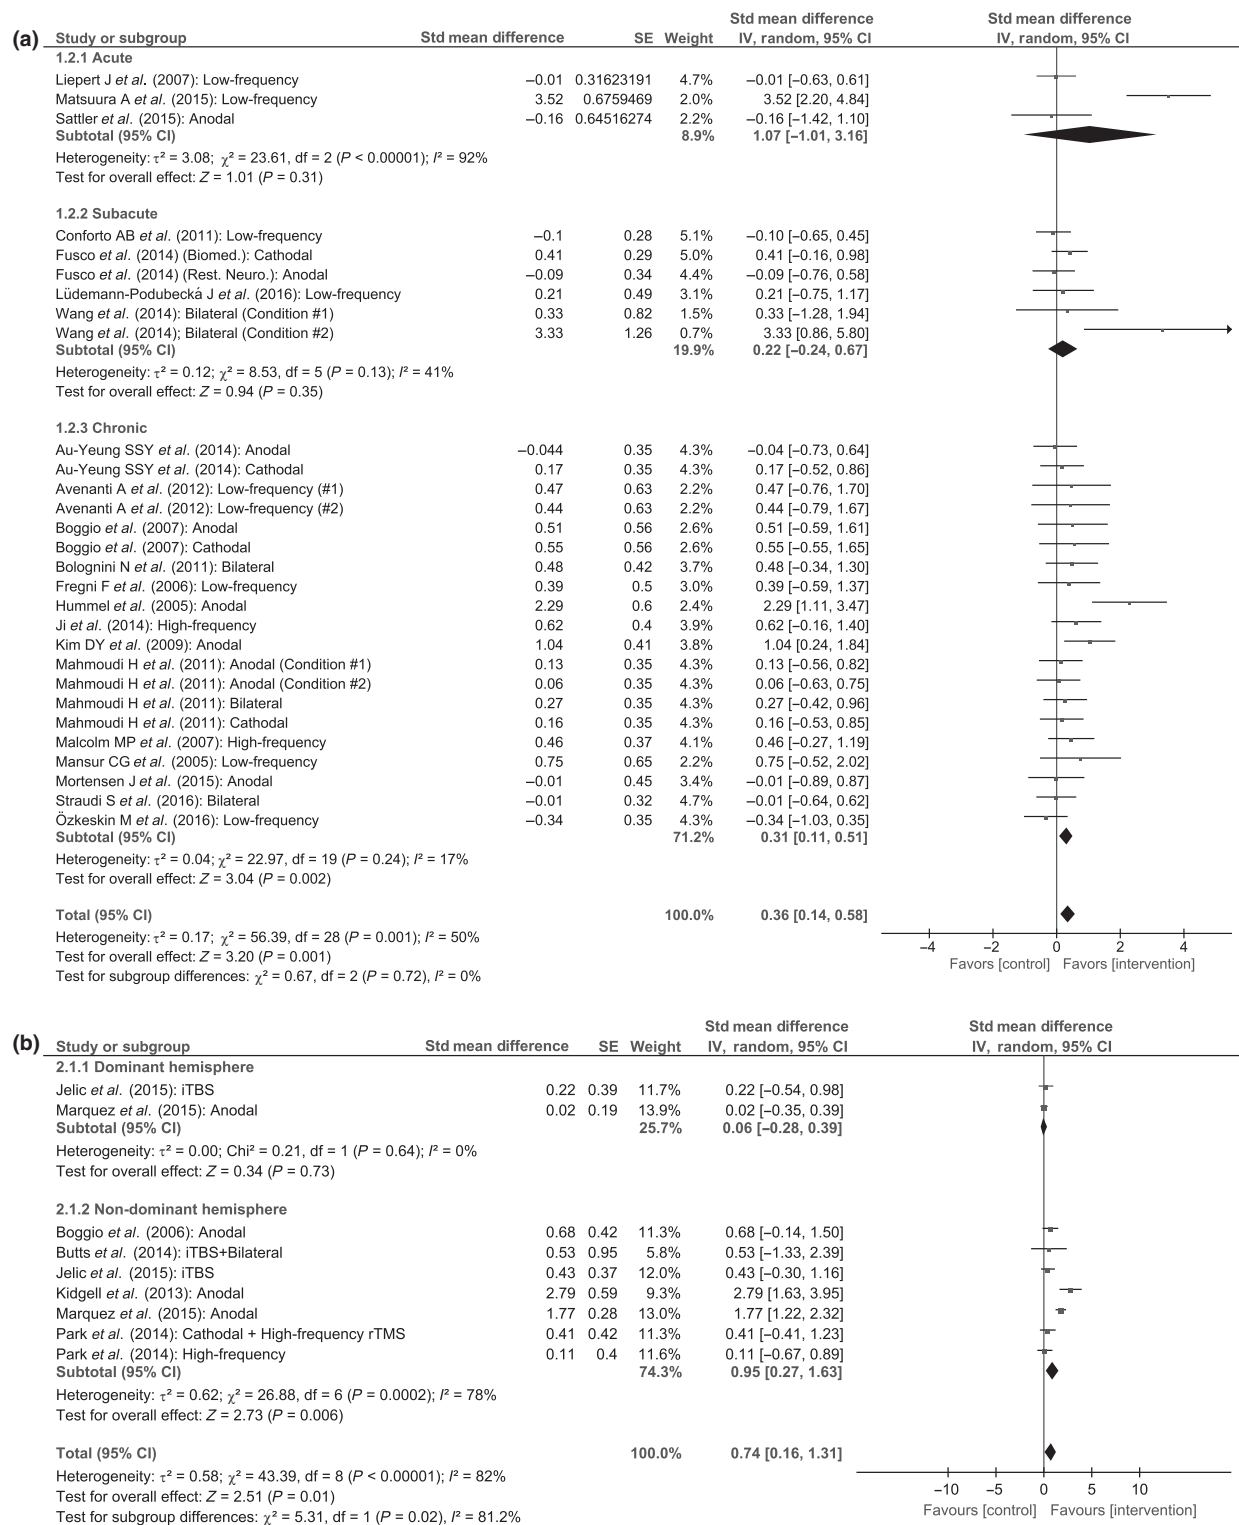 Std mean difference Std mean difference
(a) Study or subgroup Std mean difference SE Weight IV, random, 95% CI IV, random, 95% CI
1.2.1 Acute
Liepert J et al. (2007): Low-frequency −0.01 0.31623191 4.7% −0.01 [−0.63, 0.61]
Matsuura A et al. (2015): Low-frequency 3.52 0.6759469 2.0% 3.52 [2.20, 4.84]
Sattler et al. (2015): Anodal −0.16 0.64516274 2.2% −0.16 [−1.42, 1.10]
Subtotal (95% CI) 8.9% 1.07 [−1.01, 3.16]
Heterogeneity: τ² = 3.08; χ² = 23.61, df = 2 (P < 0.00001); I² = 92%
Test for overall effect: Z = 1.01 (P = 0.31)
1.2.2 Subacute
Conforto AB et al. (2011): Low-frequency −0.1 0.28 5.1% −0.10 [−0.65, 0.45]
Fusco et al. (2014) (Biomed.): Cathodal 0.41 0.29 5.0% 0.41 [−0.16, 0.98]
Fusco et al. (2014) (Rest. Neuro.): Anodal −0.09 0.34 4.4% −0.09 [−0.76, 0.58]
Lüdemann-Podubecká J et al. (2016): Low-frequency 0.21 0.49 3.1% 0.21 [−0.75, 1.17]
Wang et al. (2014): Bilateral (Condition #1) 0.33 0.82 1.5% 0.33 [−1.28, 1.94]
Wang et al. (2014); Bilateral (Condition #2) 3.33 1.26 0.7% 3.33 [0.86, 5.80]
Subtotal (95% CI) 19.9% 0.22 [−0.24, 0.67]
Heterogeneity: τ² = 0.12; χ² = 8.53, df = 5 (P = 0.13); I² = 41%
Test for overall effect: Z = 0.94 (P = 0.35)
1.2.3 Chronic
Au-Yeung SSY et al. (2014): Anodal −0.044 0.35 4.3% −0.04 [−0.73, 0.64]
Au-Yeung SSY et al. (2014): Cathodal 0.17 0.35 4.3% 0.17 [−0.52, 0.86]
Avenanti A et al. (2012): Low-frequency (#1) 0.47 0.63 2.2% 0.47 [−0.76, 1.70]
Avenanti A et al. (2012): Low-frequency (#2) 0.44 0.63 2.2% 0.44 [−0.79, 1.67]
Boggio et al. (2007): Anodal 0.51 0.56 2.6% 0.51 [−0.59, 1.61]
Boggio et al. (2007): Cathodal 0.55 0.56 2.6% 0.55 [−0.55, 1.65]
Bolognini N et al. (2011): Bilateral 0.48 0.42 3.7% 0.48 [−0.34, 1.30]
Fregni F et al. (2006): Low-frequency 0.39 0.5 3.0% 0.39 [−0.59, 1.37]
Hummel et al. (2005): Anodal 2.29 0.6 2.4% 2.29 [1.11, 3.47]
Ji et al. (2014): High-frequency 0.62 0.4 3.9% 0.62 [−0.16, 1.40]
Kim DY et al. (2009): Anodal 1.04 0.41 3.8% 1.04 [0.24, 1.84]
Mahmoudi H et al. (2011): Anodal (Condition #1) 0.13 0.35 4.3% 0.13 [−0.56, 0.82]
Mahmoudi H et al. (2011): Anodal (Condition #2) 0.06 0.35 4.3% 0.06 [−0.63, 0.75]
Mahmoudi H et al. (2011): Bilateral 0.27 0.35 4.3% 0.27 [−0.42, 0.96]
Mahmoudi H et al. (2011): Cathodal 0.16 0.35 4.3% 0.16 [−0.53, 0.85]
Malcolm MP et al. (2007): High-frequency 0.46 0.37 4.1% 0.46 [−0.27, 1.19]
Mansur CG et al. (2005): Low-frequency 0.75 0.65 2.2% 0.75 [−0.52, 2.02]
Mortensen J et al. (2015): Anodal −0.01 0.45 3.4% −0.01 [−0.89, 0.87]
Straudi S et al. (2016): Bilateral −0.01 0.32 4.7% −0.01 [−0.64, 0.62]
Özkeskin M et al. (2016): Low-frequency −0.34 0.35 4.3% −0.34 [−1.03, 0.35]
Subtotal (95% CI) 71.2% 0.31 [0.11, 0.51]
Heterogeneity: τ² = 0.04; χ² = 22.97, df = 19 (P = 0.24); I² = 17%
Test for overall effect: Z = 3.04 (P = 0.002)
Total (95% CI) 100.0% 0.36 [0.14, 0.58]
Heterogeneity: τ² = 0.17; χ² = 56.39, df = 28 (P = 0.001); I² = 50%
Test for overall effect: Z = 3.20 (P = 0.001)
Test for subgroup differences: χ² = 0.67, df = 2 (P = 0.72), I² = 0%
−4 −2 0 2 4
Favors [control] Favors [intervention]
Std mean difference Std mean difference
(b) Study or subgroup Std mean difference SE Weight IV, random, 95% CI IV, random, 95% CI
2.1.1 Dominant hemisphere
Jelic et al. (2015): iTBS 0.22 0.39 11.7% 0.22 [−0.54, 0.98]
Marquez et al. (2015): Anodal 0.02 0.19 13.9% 0.02 [−0.35, 0.39]
Subtotal (95% CI) 25.7% 0.06 [−0.28, 0.39]
Heterogeneity: τ² = 0.00; Chi² = 0.21, df = 1 (P = 0.64); I² = 0%
Test for overall effect: Z = 0.34 (P = 0.73)
2.1.2 Non-dominant hemisphere
Boggio et al. (2006): Anodal 0.68 0.42 11.3% 0.68 [−0.14, 1.50]
Butts et al. (2014): iTBS+Bilateral 0.53 0.95 5.8% 0.53 [−1.33, 2.39]
Jelic et al. (2015): iTBS 0.43 0.37 12.0% 0.43 [−0.30, 1.16]
Kidgell et al. (2013): Anodal 2.79 0.59 9.3% 2.79 [1.63, 3.95]
Marquez et al. (2015): Anodal 1.77 0.28 13.0% 1.77 [1.22, 2.32]
Park et al. (2014): Cathodal + High-frequency rTMS 0.41 0.42 11.3% 0.41 [−0.41, 1.23]
Park et al. (2014): High-frequency 0.11 0.4 11.6% 0.11 [−0.67, 0.89]
Subtotal (95% CI) 74.3% 0.95 [0.27, 1.63]
Heterogeneity: τ² = 0.62; χ² = 26.88, df = 6 (P = 0.0002); I² = 78%
Test for overall effect: Z = 2.73 (P = 0.006)
Total (95% CI) 100.0% 0.74 [0.16, 1.31]
Heterogeneity: τ² = 0.58; χ² = 43.39, df = 8 (P < 0.00001); I² = 82%
Test for overall effect: Z = 2.51 (P = 0.01)
Test for subgroup differences: χ² = 5.31, df = 1 (P = 0.02), I² = 81.2%
−10 −5 0 5 10
Favours [control] Favours [intervention]